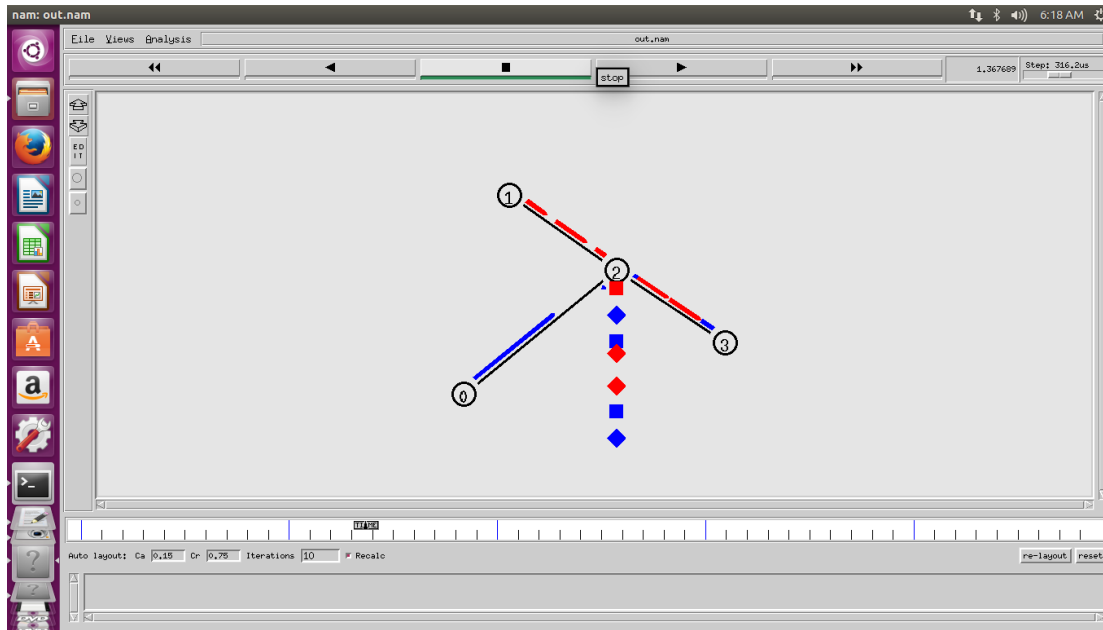 nam: out.nam
6:18 AM
File Views Analysis
out.nam
1.367689
Step: 316.2us
stop
ED
IT
1
2
3
0
TIME
Auto layout: Ca 0.15 Cr 0.75 Iterations 10 Recalc
re-layout reset